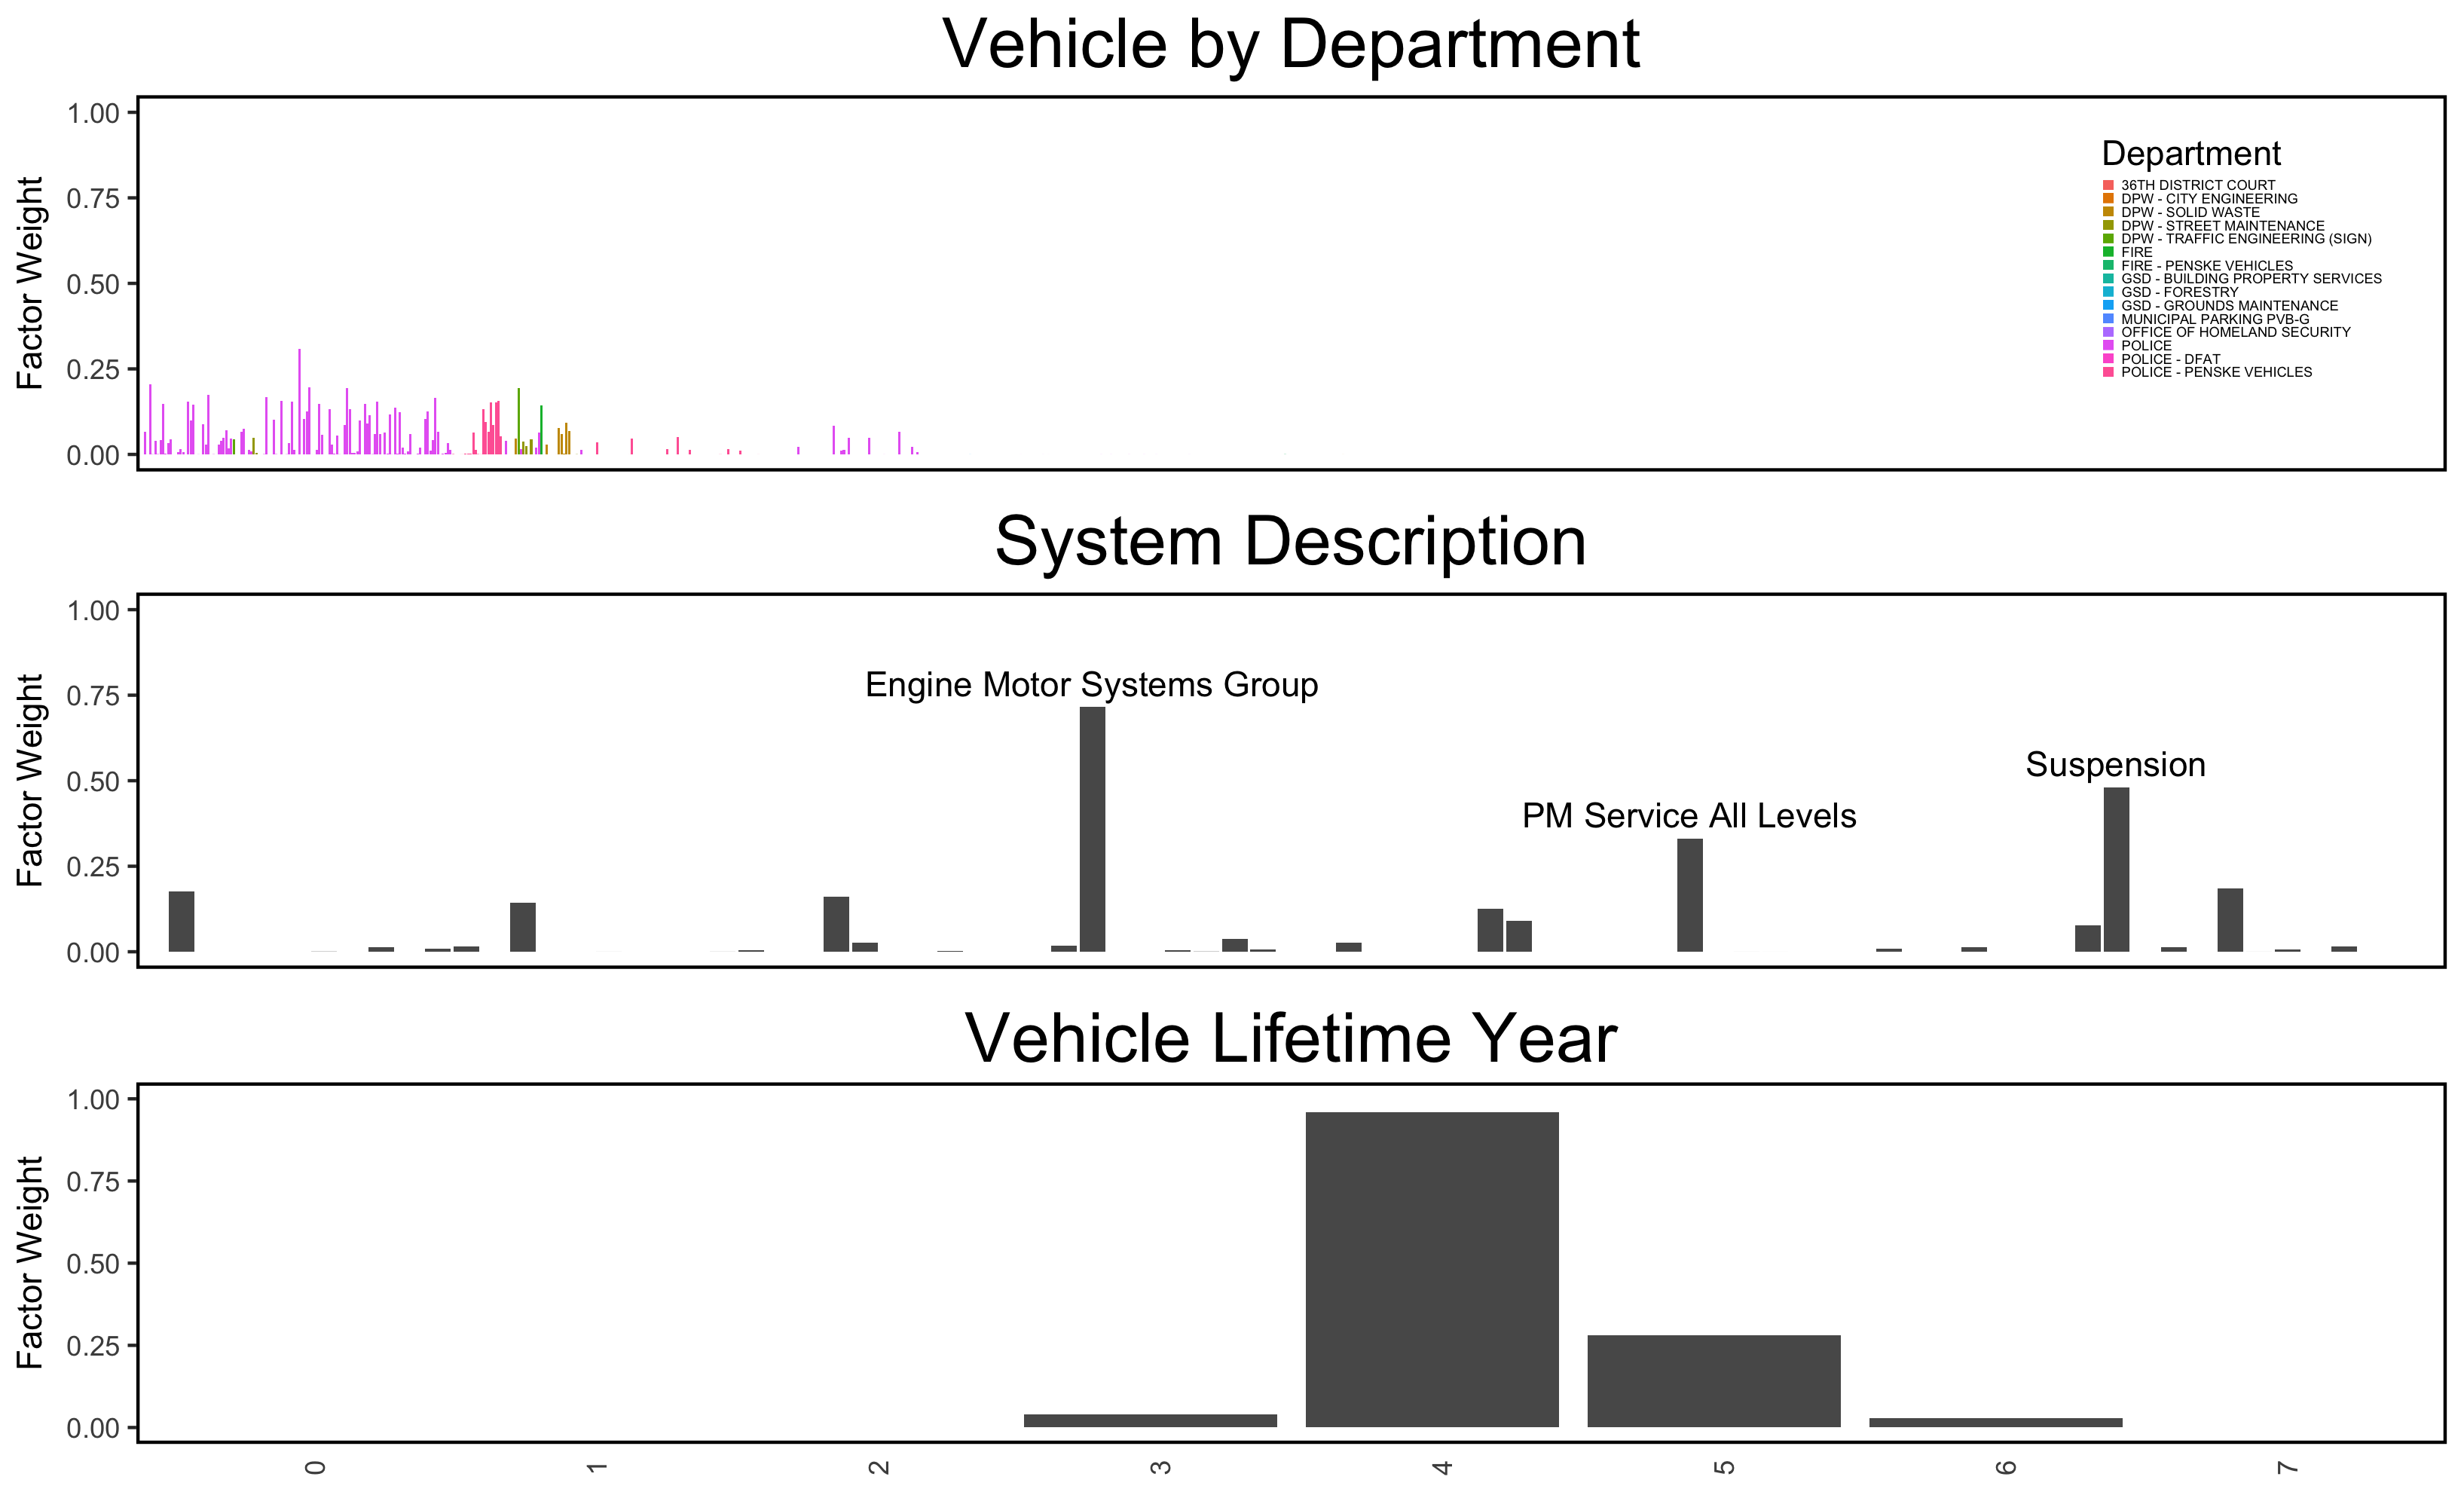 Vehicle by Department
Factor Weight
1.00
0.75
0.50
0.25
0.00
Department
36TH DISTRICT COURT
DPW - CITY ENGINEERING
DPW - SOLID WASTE
DPW - STREET MAINTENANCE
DPW - TRAFFIC ENGINEERING (SIGN)
FIRE
FIRE - PENSKE VEHICLES
GSD - BUILDING PROPERTY SERVICES
GSD - FORESTRY
GSD - GROUNDS MAINTENANCE
MUNICIPAL PARKING PVB-G
OFFICE OF HOMELAND SECURITY
POLICE
POLICE - DFAT
POLICE - PENSKE VEHICLES
System Description
Factor Weight
1.00
0.75
0.50
0.25
0.00
Engine Motor Systems Group
Suspension
PM Service All Levels
Vehicle Lifetime Year
Factor Weight
1.00
0.75
0.50
0.25
0.00
0 1 2 3 4 5 6 7